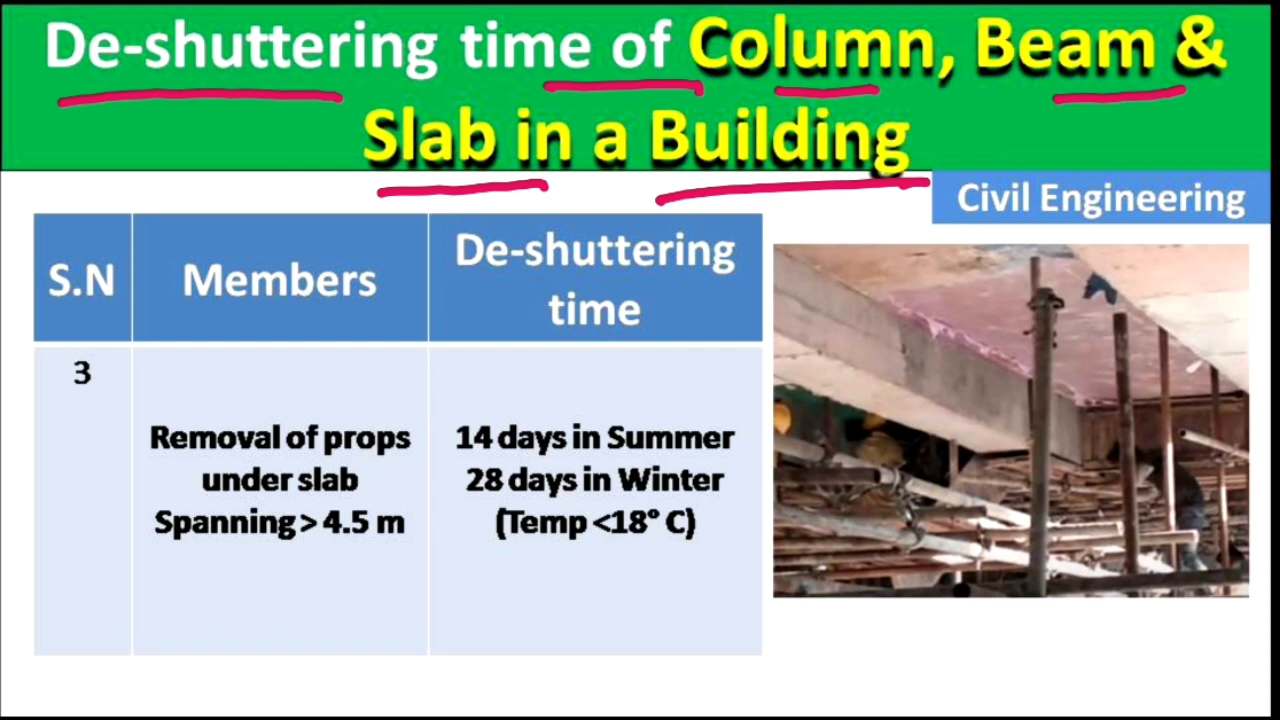 De-shuttering time of Column, Beam &
Slab in a Building
Civil Engineering
S.N
Members
De-shuttering
time
3
Removal of props
under slab
Spanning > 4.5 m
14 days in Summer
28 days in Winter
(Temp <18° C)